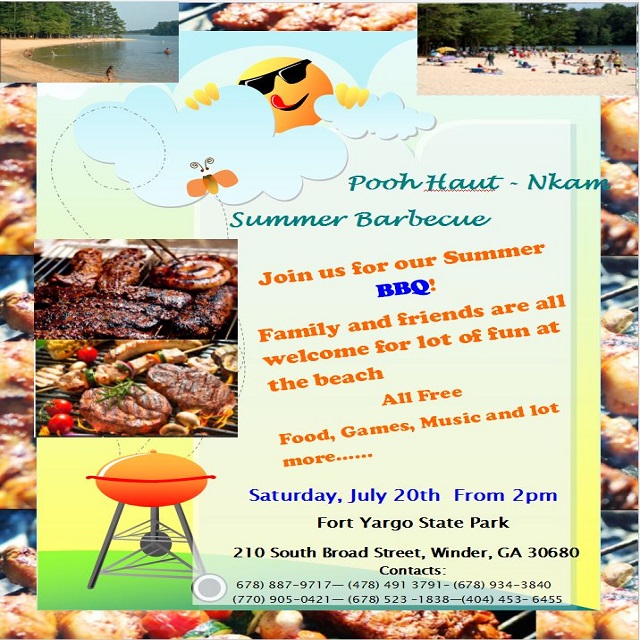 Pooh Haut - Nkam
Summer Barbecue
Join us for our Summer
BBQ!
Family and friends are all
welcome for lot of fun at
the beach
All Free
Food, Games, Music and lot
more......
Saturday, July 20th From 2pm
Fort Yargo State Park
210 South Broad Street, Winder, GA 30680
Contacts:
678) 887-9717— (478) 491 3791- (678) 934-3840
(770) 905-0421— (678) 523 -1838—(404) 453- 6455